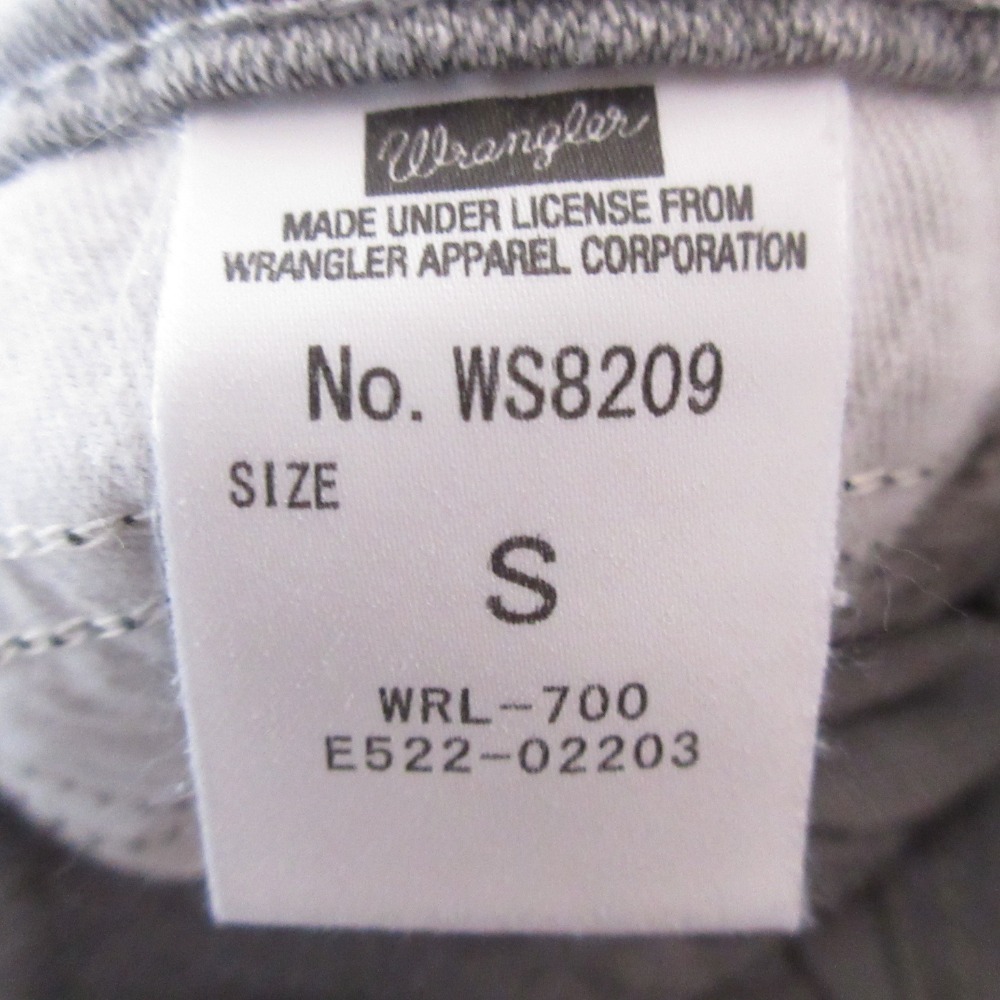 Wrangler
MADE UNDER LICENSE FROM
WRANGLER APPAREL CORPORATION
No. WS8209
SIZE
S
WRL-700
E522-02203